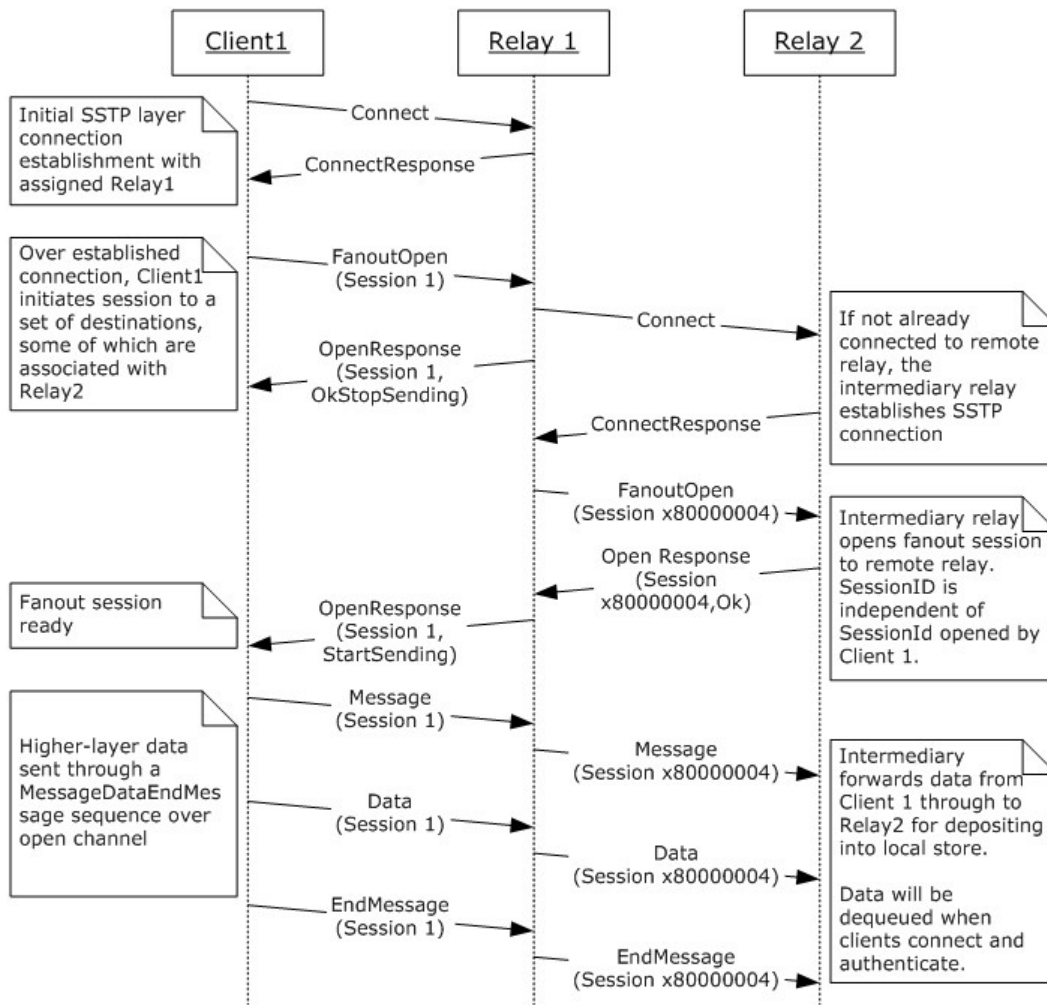 Client1
Relay 1
Relay 2
Connect
Initial SSTP layer
connection
establishment with
assigned Relay1
ConnectResponse
Over established
connection, Client1
initiates session to a
set of destinations,
some of which are
associated with
Relay2
FanoutOpen
(Session 1)
Connect
If not already
connected to remote
relay, the
intermediary relay
establishes SSTP
connection
OpenResponse
(Session 1,
OkStopSending)
ConnectResponse
FanoutOpen
(Session x80000004)
Intermediary relay
opens fanout session
to remote relay.
SessionID is
independent of
SessionId opened by
Client 1.
Open Response
(Session
x80000004,Ok)
Fanout session
ready
OpenResponse
(Session 1,
StartSending)
Message
(Session 1)
Higher-layer data
sent through a
MessageDataEndMes
sage sequence over
open channel
Message
(Session x80000004)
Intermediary
forwards data from
Client 1 through to
Relay2 for depositing
into local store.
Data will be
dequeued when
clients connect and
authenticate.
Data
(Session 1)
Data
(Session x80000004)
EndMessage
(Session 1)
EndMessage
(Session x80000004)